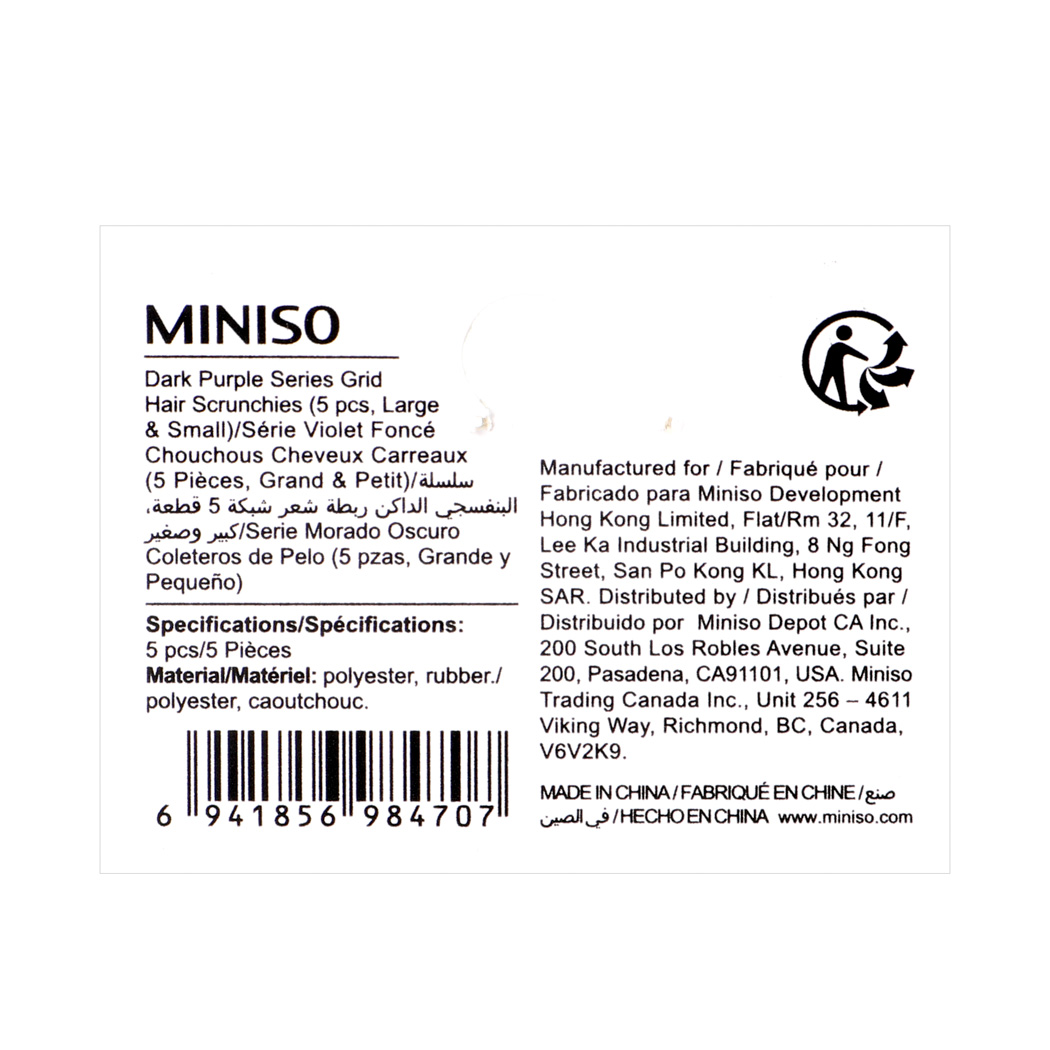 MINISO
Dark Purple Series Grid
Hair Scrunchies (5 pcs, Large
& Small)/Série Violet Foncé
Chouchous Cheveux Carreaux
(5 Pièces, Grand & Petit)/سلسلة
البنفسجي الداكن ربطة شعر شبكة 5 قطعة،
كبير وصغير/Serie Morado Oscuro
Coleteros de Pelo (5 pzas, Grande y
Pequeño)
Specifications/Spécifications:
5 pcs/5 Pièces
Material/Matériel: polyester, rubber./
polyester, caoutchouc.
6 941856 984707
Manufactured for / Fabriqué pour /
Fabricado para Miniso Development
Hong Kong Limited, Flat/Rm 32, 11/F,
Lee Ka Industrial Building, 8 Ng Fong
Street, San Po Kong KL, Hong Kong
SAR. Distributed by / Distribués par /
Distribuido por Miniso Depot CA Inc.,
200 South Los Robles Avenue, Suite
200, Pasadena, CA91101, USA. Miniso
Trading Canada Inc., Unit 256 – 4611
Viking Way, Richmond, BC, Canada,
V6V2K9.
MADE IN CHINA / FABRIQUÉ EN CHINE / صنع
في الصين / HECHO EN CHINA www.miniso.com